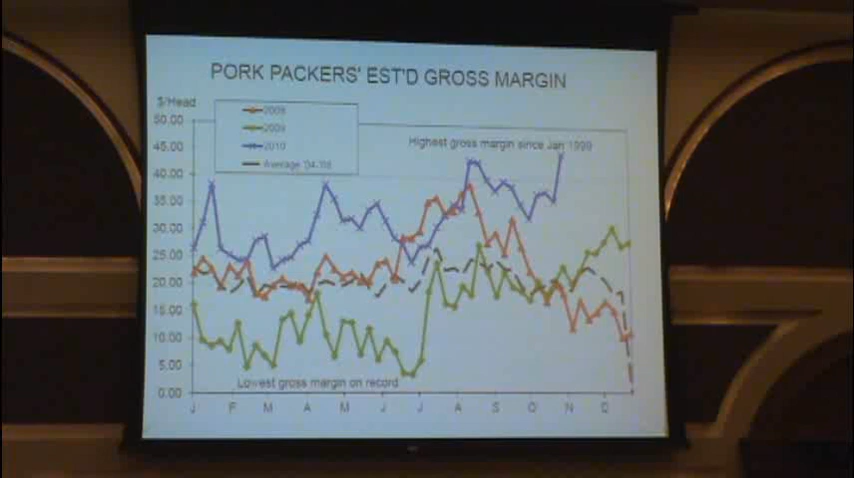 PORK PACKERS' EST'D GROSS MARGIN
$/Head
50.00
45.00
40.00
35.00
30.00
25.00
20.00
15.00
10.00
5.00
0.00
2008
2009
2010
Average '04-'08
Highest gross margin since Jan 1999
Lowest gross margin on record
J F M A M J J A S O N D